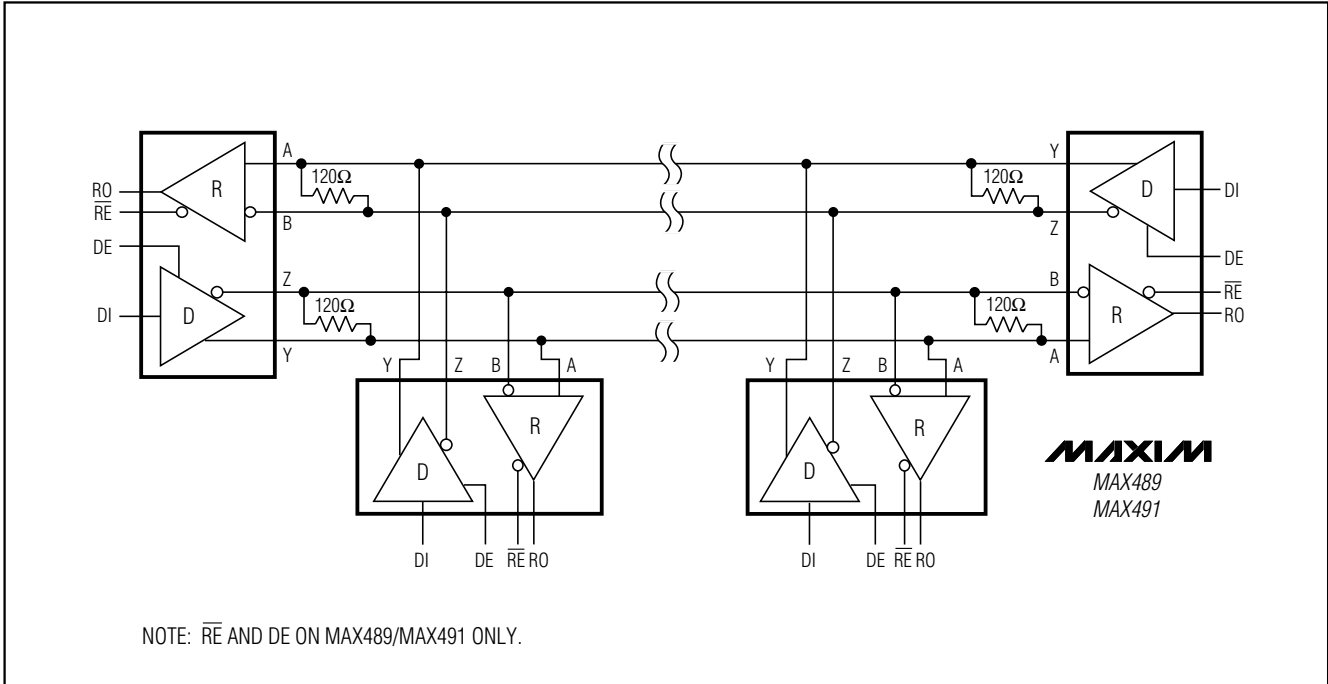 A
Y
120Ω
120Ω
RO
R
D
DI
RE
B
Z
DE
DE
Z
B
RE
120Ω
120Ω
DI
D
R
RO
Y
Y
Z
B
A
Y
Z
B
A
A
R
R
D
D
MAXIM
MAX489
MAX491
DI
DE
RE
RO
DI
DE
RE
RO
NOTE: RE AND DE ON MAX489/MAX491 ONLY.